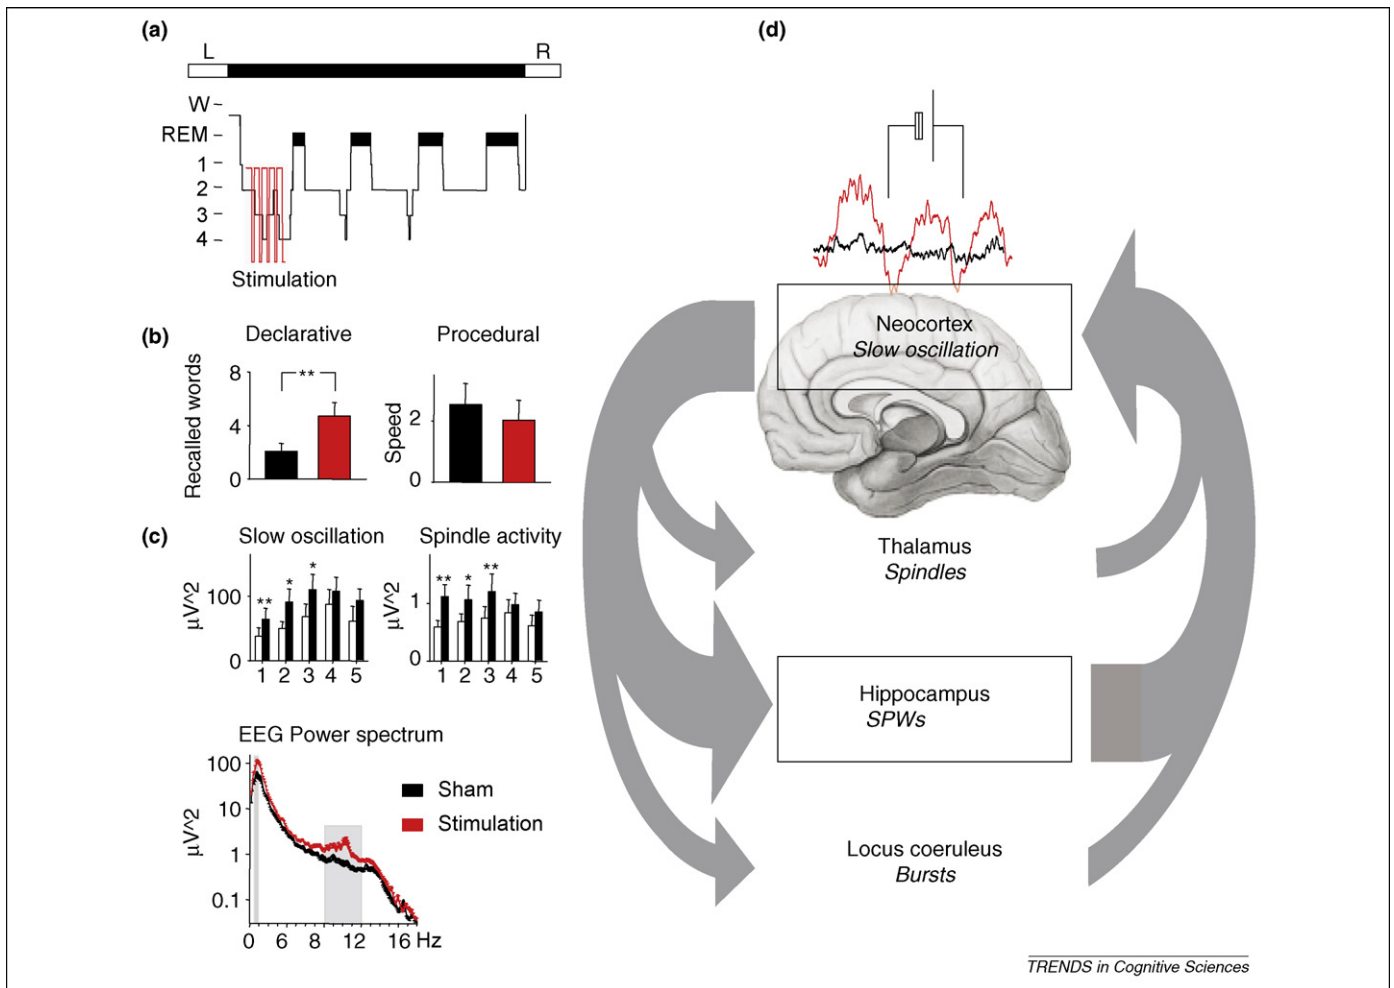 (a)
L R
W
REM
1
2
3
4
Stimulation
(b)
Declarative
Recalled words
8
4
0
**
Procedural
Speed
2
0
(c)
Slow oscillation
µV^2
100
0
** * *
1 2 3 4 5
Spindle activity
µV^2
1
0
** * **
1 2 3 4 5
EEG Power spectrum
µV^2
100
10
1
0.1
0 6 8 12 16 Hz
Sham
Stimulation
(d)
Neocortex
Slow oscillation
Thalamus
Spindles
Hippocampus
SPWs
Locus coeruleus
Bursts
TRENDS in Cognitive Sciences